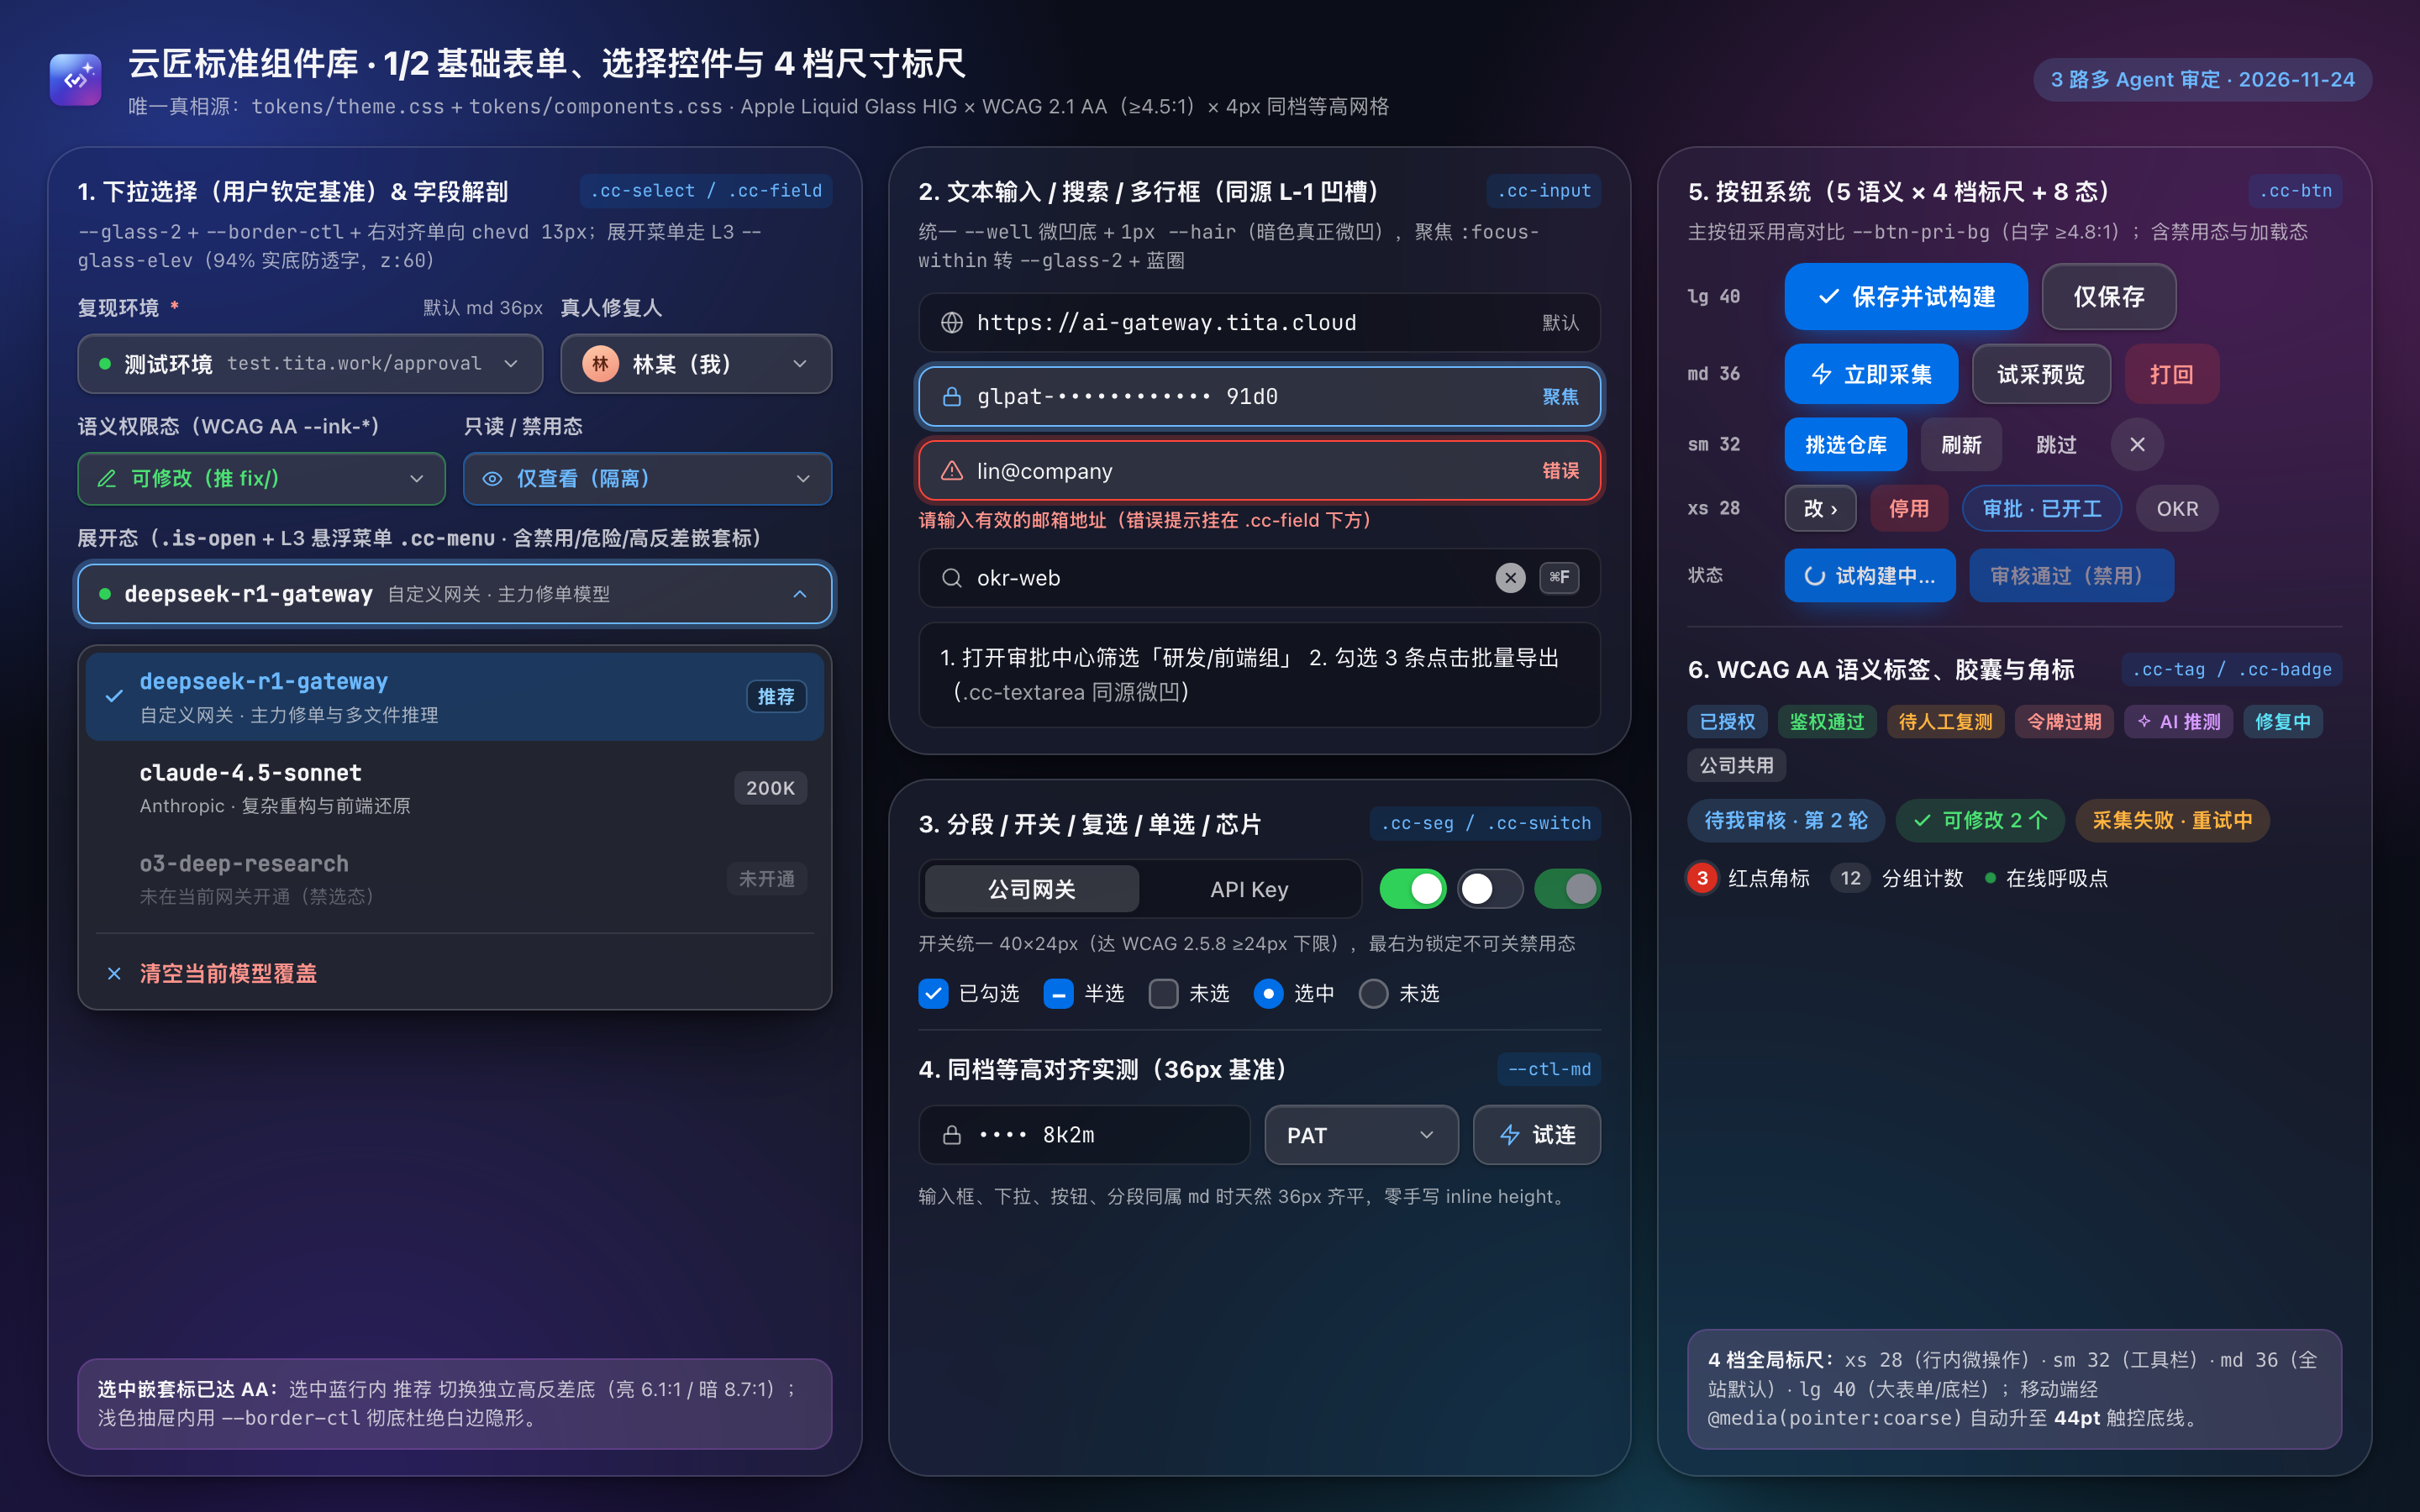 云匠标准组件库 · 1/2 基础表单、选择控件与 4 档尺寸标尺
唯一真相源：tokens/theme.css + tokens/components.css · Apple Liquid Glass HIG × WCAG 2.1 AA（≥4.5:1）× 4px 同档等高网格
3 路多 Agent 审定 · 2026-11-24
1. 下拉选择（用户钦定基准）& 字段解剖
.cc-select / .cc-field
--glass-2 + --border-ctl + 右对齐单向 chevd 13px；展开菜单走 L3 --
glass-elev（94% 实底防透字，z:60）
复现环境 *
默认 md 36px
真人修复人
测试环境 test.tita.work/approval
林 林某（我）
语义权限态（WCAG AA --ink-*）
只读 / 禁用态
可修改（推 fix/）
仅查看（隔离）
展开态（.is-open + L3 悬浮菜单 .cc-menu · 含禁用/危险/高反差嵌套标）
deepseek-r1-gateway 自定义网关 · 主力修单模型
deepseek-r1-gateway
自定义网关 · 主力修单与多文件推理
推荐
claude-4.5-sonnet
Anthropic · 复杂重构与前端还原
200K
o3-deep-research
未在当前网关开通（禁选态）
未开通
清空当前模型覆盖
选中嵌套标已达 AA：选中蓝行内 推荐 切换独立高反差底（亮 6.1:1 / 暗 8.7:1）；
浅色抽屉内用 --border-ctl 彻底杜绝白边隐形。
2. 文本输入 / 搜索 / 多行框（同源 L-1 凹槽）
.cc-input
统一 --well 微凹底 + 1px --hair（暗色真正微凹），聚焦 :focus-
within 转 --glass-2 + 蓝圈
https://ai-gateway.tita.cloud
默认
glpat-•••••••••••• 91d0
聚焦
lin@company
错误
请输入有效的邮箱地址（错误提示挂在 .cc-field 下方）
okr-web
⌘F
1. 打开审批中心筛选「研发/前端组」 2. 勾选 3 条点击批量导出
（.cc-textarea 同源微凹）
3. 分段 / 开关 / 复选 / 单选 / 芯片
.cc-seg / .cc-switch
公司网关
API Key
开关统一 40×24px（达 WCAG 2.5.8 ≥24px 下限），最右为锁定不可关禁用态
已勾选
半选
未选
选中
未选
4. 同档等高对齐实测（36px 基准）
--ctl-md
•••• 8k2m
PAT
试连
输入框、下拉、按钮、分段同属 md 时天然 36px 齐平，零手写 inline height。
5. 按钮系统（5 语义 × 4 档标尺 + 8 态）
.cc-btn
主按钮采用高对比 --btn-pri-bg（白字 ≥4.8:1）；含禁用态与加载态
lg 40
保存并试构建
仅保存
md 36
立即采集
试采预览
打回
sm 32
挑选仓库
刷新
跳过
xs 28
改 ›
停用
审批 · 已开工
OKR
状态
试构建中...
审核通过（禁用）
6. WCAG AA 语义标签、胶囊与角标
.cc-tag / .cc-badge
已授权
鉴权通过
待人工复测
令牌过期
AI 推测
修复中
公司共用
待我审核 · 第 2 轮
可修改 2 个
采集失败 · 重试中
3 红点角标
12 分组计数
在线呼吸点
4 档全局标尺：xs 28（行内微操作）· sm 32（工具栏）· md 36（全
站默认）· lg 40（大表单/底栏）；移动端经
@media(pointer:coarse) 自动升至 44pt 触控底线。